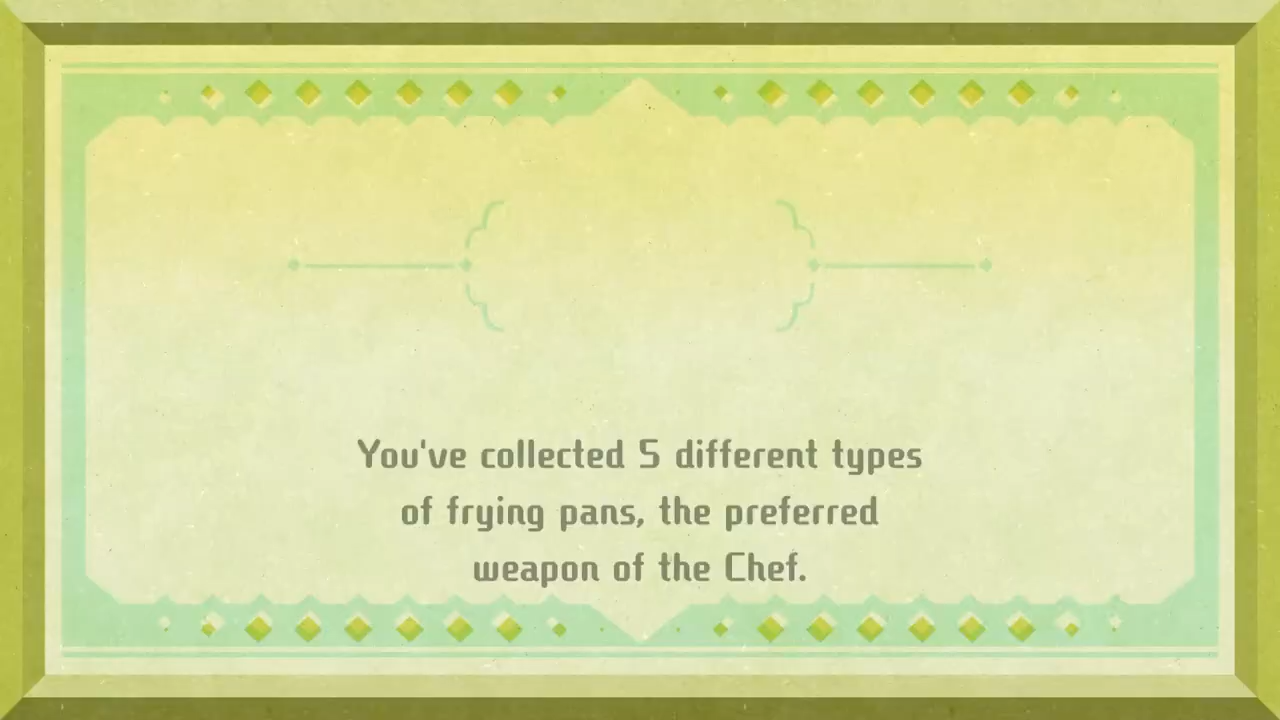 You've collected 5 different types
of frying pans, the preferred
weapon of the Chef.